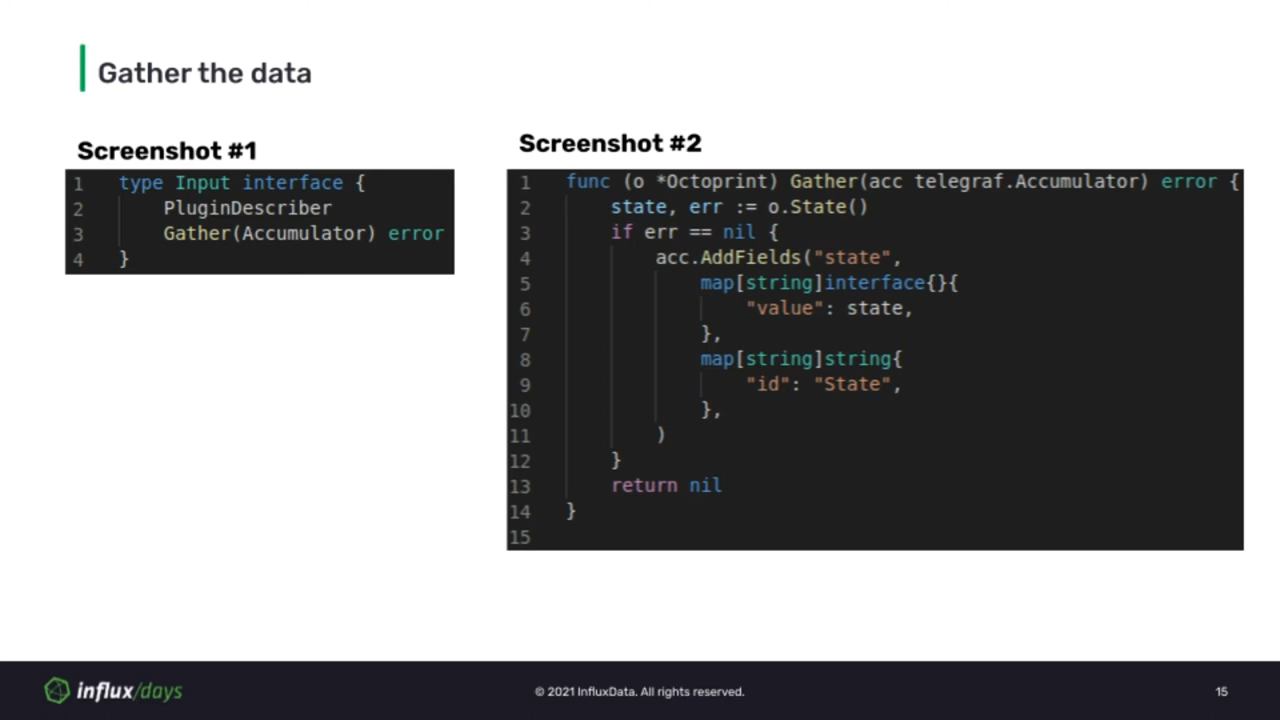 Gather the data
Screenshot #1
1 type Input interface {
2 PluginDescriber
3 Gather(Accumulator) error
4 }
Screenshot #2
1 func (o *Octoprint) Gather(acc telegraf.Accumulator) error {
2 state, err := o.State()
3 if err == nil {
4 acc.AddFields("state",
5 map[string]interface{}{
6 "value": state,
7 },
8 map[string]string{
9 "id": "State",
10 },
11 )
12 }
13 return nil
14 }
15
influx/days
© 2021 InfluxData. All rights reserved.
15